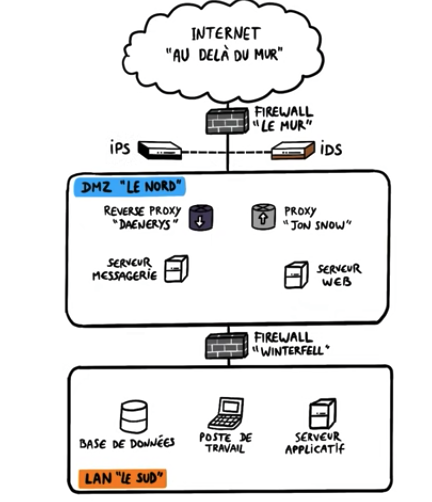 INTERNET
"AU DELÀ DU MUR"
FIREWALL
"LE MUR"
iPS
iDS
DMZ "LE NORD"
REVERSE PROXY
"DAENERYS"
PROXY
"JON SNOW"
SERVEUR
MESSAGERIE
SERVEUR
WEB
FIREWALL
"WINTERFELL"
BASE DE DONNÉES
POSTE DE
TRAVAIL
SERVEUR
APPLICATIF
LAN "LE SUD"